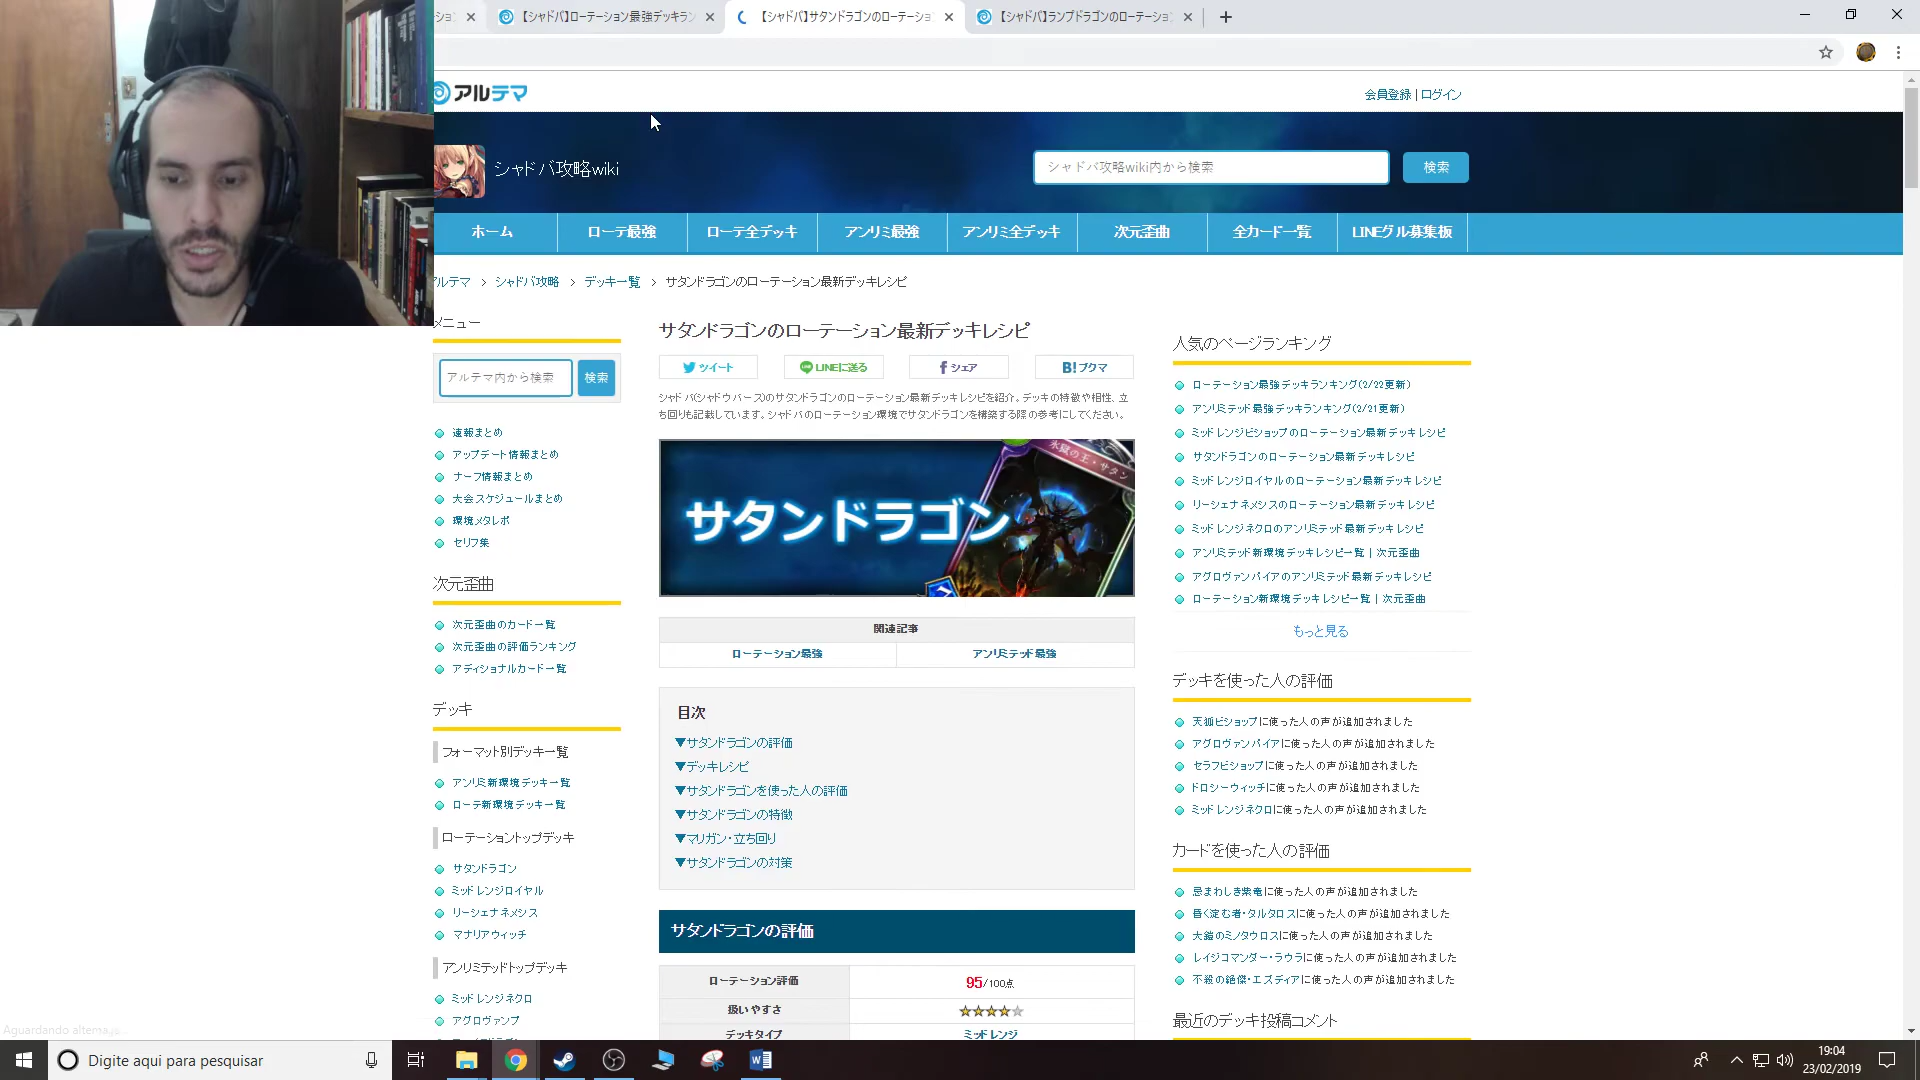 ション
【シャドバ】ローテーション最強デッキラン
【シャドバ】サタンドラゴンのローテーショ
【シャドバ】ランプドラゴンのローテーショ
アルテマ
会員登録 | ログイン
シャドバ攻略wiki
シャドバ攻略wiki内から検索
検索
ホーム
ローテ最強
ローテ全デッキ
アンリミ最強
アンリミ全デッキ
次元歪曲
全カード一覧
LINEグル募集板
アルテマ > シャドバ攻略 > デッキ一覧 > サタンドラゴンのローテーション最新デッキレシピ
メニュー
アルテマ内から検索
検索
速報まとめ
アップデート情報まとめ
ナーフ情報まとめ
大会スケジュールまとめ
環境メタレポ
セリフ集
次元歪曲
次元歪曲のカード一覧
次元歪曲の評価ランキング
アディショナルカード一覧
デッキ
フォーマット別デッキ一覧
アンリミ新環境デッキ一覧
ローテ新環境デッキ一覧
ローテーショントップデッキ
サタンドラゴン
ミッドレンジロイヤル
リーシェナネメシス
マナリアウィッチ
アンリミテッドトップデッキ
ミッドレンジネクロ
アグロヴァンプ
サタンドラゴンのローテーション最新デッキレシピ
ツイート
LINEに送る
シェア
B!ブクマ
シャドバ(シャドウバース)のサタンドラゴンのローテーション最新デッキレシピを紹介。デッキの特徴や相性、立
ち回りも記載しています。シャドバのローテーション環境でサタンドラゴンを構築する際の参考にしてください。
氷獄の王・サタン
サタンドラゴン
関連記事
ローテーション最強
アンリミテッド最強
目次
▼サタンドラゴンの評価
▼デッキレシピ
▼サタンドラゴンを使った人の評価
▼サタンドラゴンの特徴
▼マリガン・立ち回り
▼サタンドラゴンの対策
サタンドラゴンの評価
ローテーション評価
95/100点
扱いやすさ
★★★★☆
デッキタイプ
ミッドレンジ
人気のページランキング
ローテーション最強デッキランキング(2/22更新)
アンリミテッド最強デッキランキング(2/21更新)
ミッドレンジビショップのローテーション最新デッキレシピ
サタンドラゴンのローテーション最新デッキレシピ
ミッドレンジロイヤルのローテーション最新デッキレシピ
リーシェナネメシスのローテーション最新デッキレシピ
ミッドレンジネクロのアンリミテッド最新デッキレシピ
アンリミテッド新環境デッキレシピ一覧 | 次元歪曲
アグロヴァンパイアのアンリミテッド最新デッキレシピ
ローテーション新環境デッキレシピ一覧 | 次元歪曲
もっと見る
デッキを使った人の評価
天狐ビショップに使った人の声が追加されました
アグロヴァンパイアに使った人の声が追加されました
セラフビショップに使った人の声が追加されました
ドロシーウィッチに使った人の声が追加されました
ミッドレンジネクロに使った人の声が追加されました
カードを使った人の評価
忌まわしき紫竜に使った人の声が追加されました
昏く淀む者・タルタロスに使った人の声が追加されました
大鎧のミノタウロスに使った人の声が追加されました
レイジコマンダー・ラウラに使った人の声が追加されました
不殺の絶傑・エズディアに使った人の声が追加されました
最近のデッキ投稿コメント
Aguardando altema.jp...
Digite aqui para pesquisar
19:04
23/02/2019